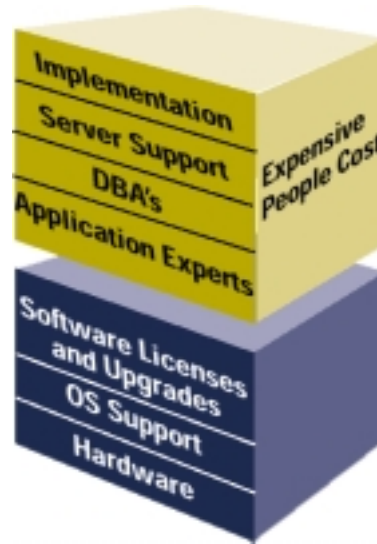 Implementation
Server Support
DBA's
Application Experts
Expensive
People Cost
Software Licenses
and Upgrades
OS Support
Hardware